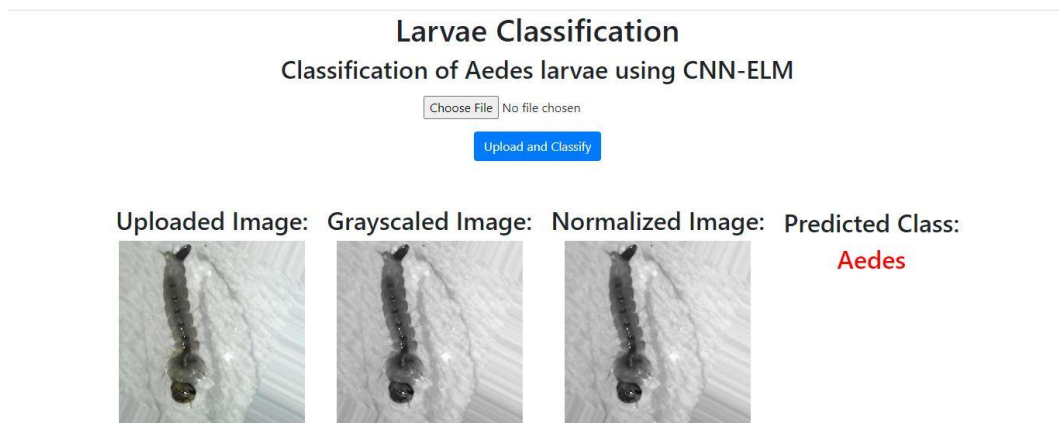 Larvae Classification
Classification of Aedes larvae using CNN-ELM
Choose File No file chosen
Upload and Classify
Uploaded Image: Grayscaled Image: Normalized Image: Predicted Class:
Aedes